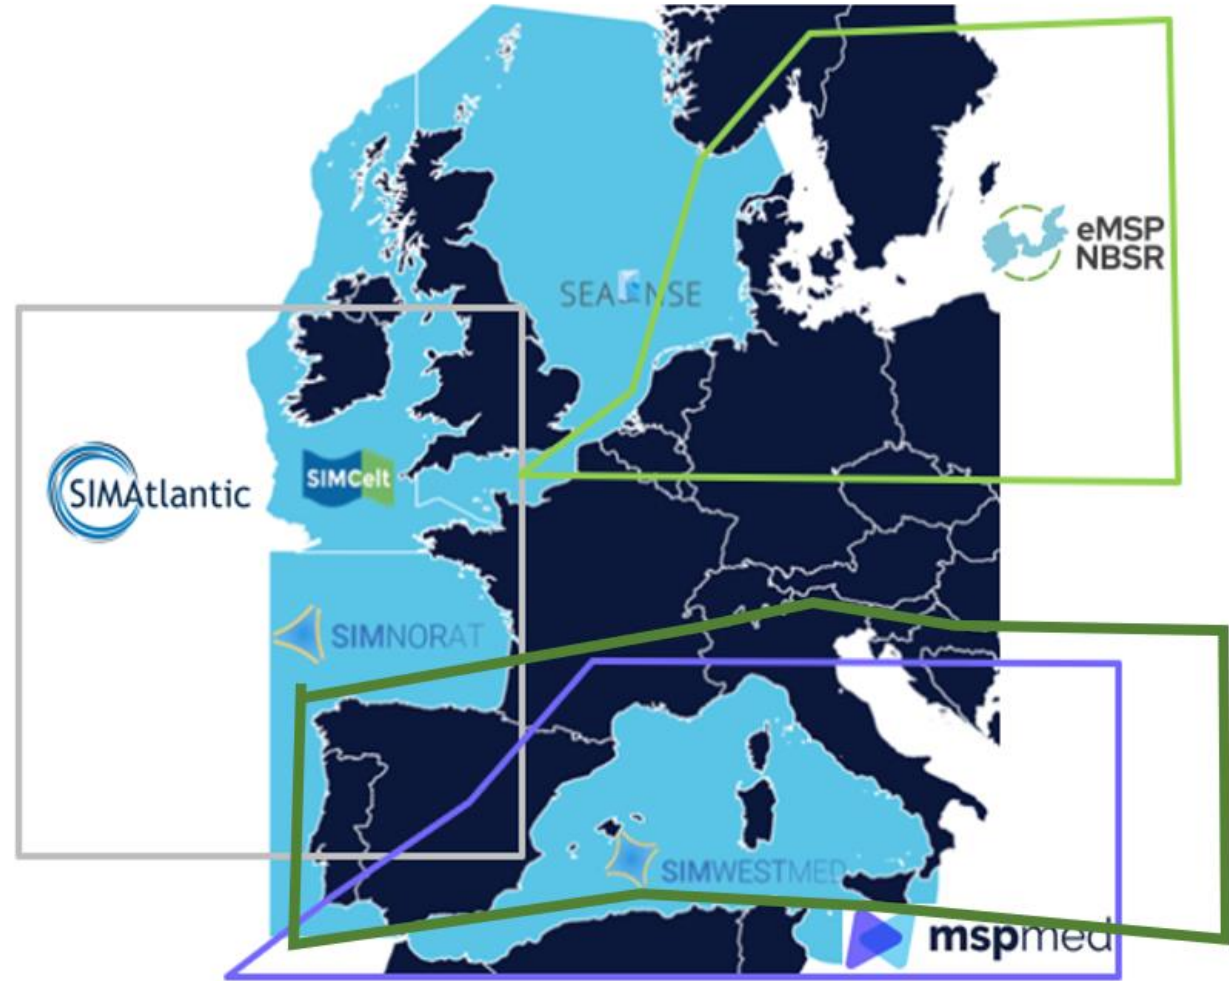 eMSP
NBSR
SEANSE
SIMAtlantic
SIMCelt
SIMNORAT
SIMWESTMED
mspmed